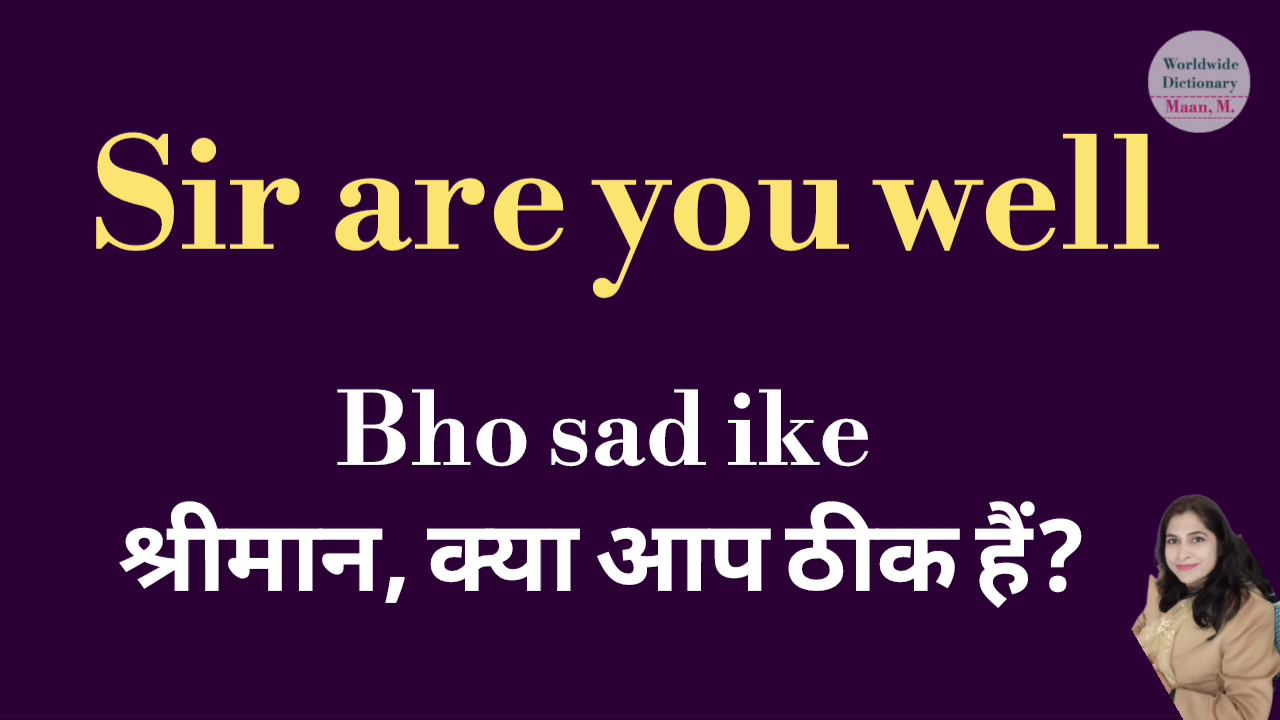 Worldwide
Dictionary
Maan, M.
Sir are you well
Bho sad ike
श्रीमान, क्या आप ठीक हैं?